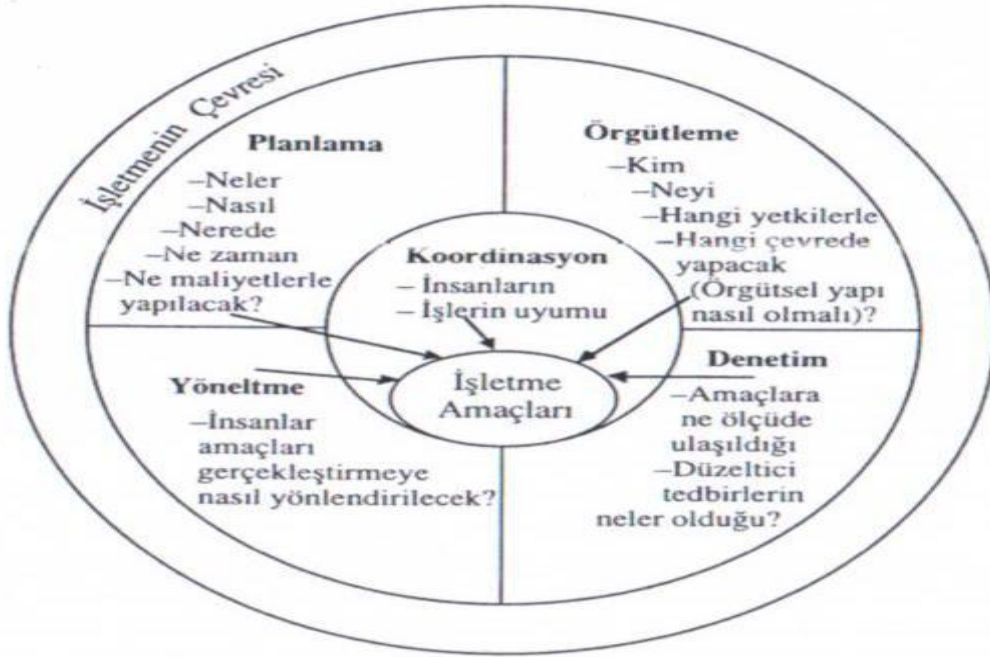 İşletmenin Çevresi
Planlama
–Neler
–Nasıl
–Nerede
–Ne zaman
–Ne maliyetlerle
yapılacak?
Örgütleme
–Kim
–Neyi
–Hangi yetkilerle
–Hangi çevrede
yapacak
(Örgütsel yapı
nasıl olmalı)?
Koordinasyon
– İnsanların
– İşlerin uyumu
İşletme
Amaçları
Yöneltme
–İnsanlar
amaçları
gerçekleştirmeye
nasıl yönlendirilecek?
Denetim
–Amaçlara
ne ölçüde
ulaşıldığı
–Düzeltici
tedbirlerin
neler olduğu?